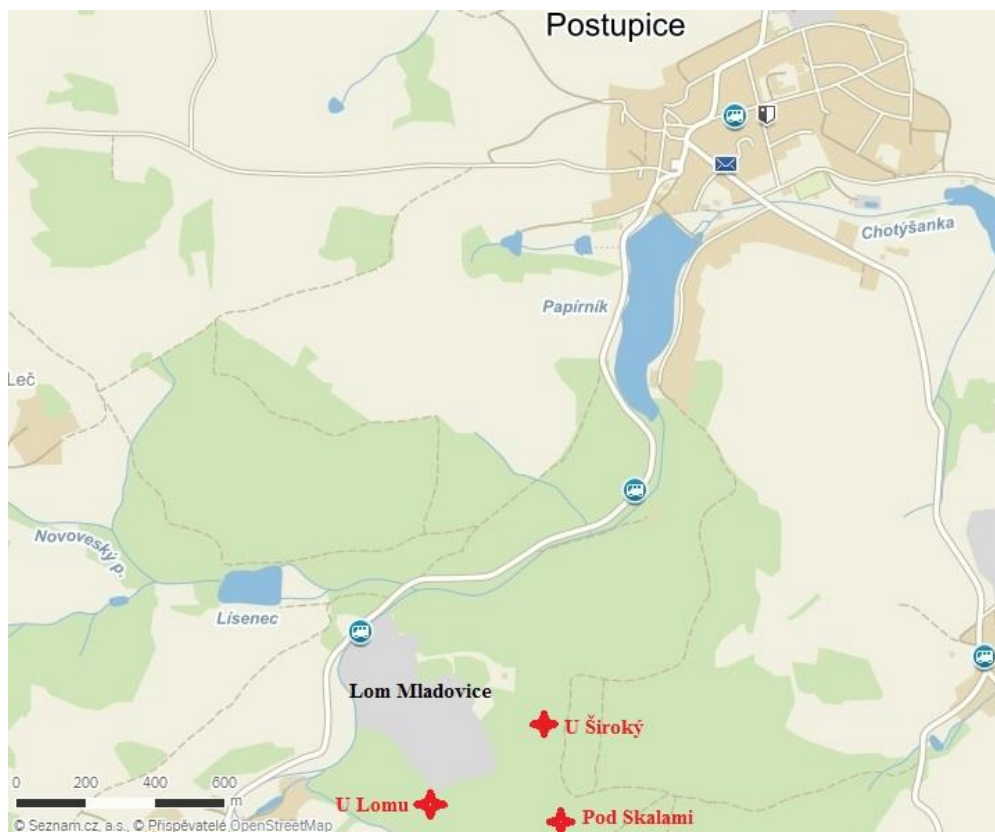 Postupice
Chotýšanka
Papírník
Leč
Novoveský p.
Lísenec
Lom Mladovice
U Široký
0 200 400 600
m
U Lomu
Pod Skalami
© Seznam.cz, a.s., © Přispěvatelé OpenStreetMap